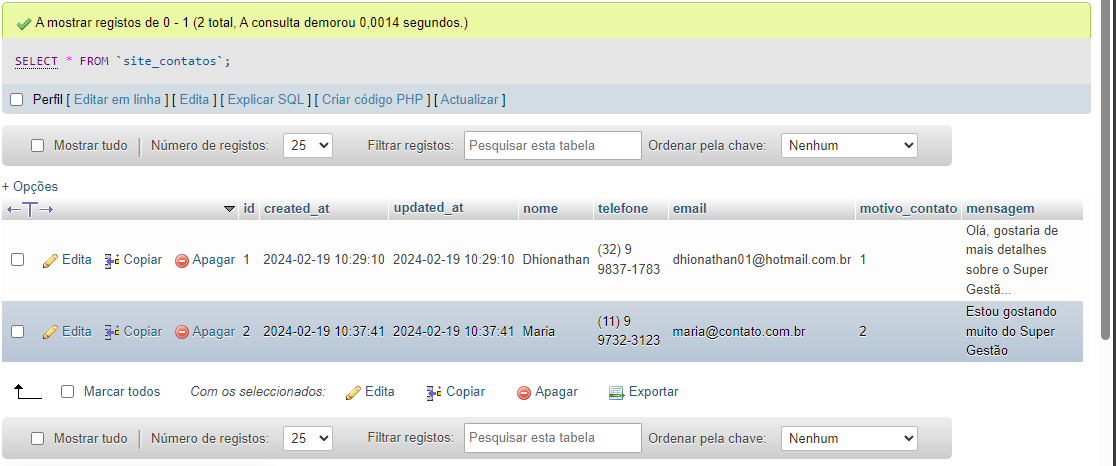 A mostrar registos de 0 - 1 (2 total, A consulta demorou 0,0014 segundos.)
SELECT * FROM `site_contatos`;
Perfil [ Editar em linha ] [ Edita ] [ Explicar SQL ] [ Criar código PHP ] [ Actualizar ]
Mostrar tudo Número de registos: 25 Filtrar registos: Pesquisar esta tabela Ordenar pela chave: Nenhum
+ Opções
←T→ id created_at updated_at nome telefone email motivo_contato mensagem
Edita Copiar Apagar 1 2024-02-19 10:29:10 2024-02-19 10:29:10 Dhionathan (32) 9 9837-1783 dhionathan01@hotmail.com.br 1 Olá, gostaria de mais detalhes sobre o Super Gestã...
Edita Copiar Apagar 2 2024-02-19 10:37:41 2024-02-19 10:37:41 Maria (11) 9 9732-3123 maria@contato.com.br 2 Estou gostando muito do Super Gestão
Marcar todos Com os seleccionados: Edita Copiar Apagar Exportar
Mostrar tudo Número de registos: 25 Filtrar registos: Pesquisar esta tabela Ordenar pela chave: Nenhum